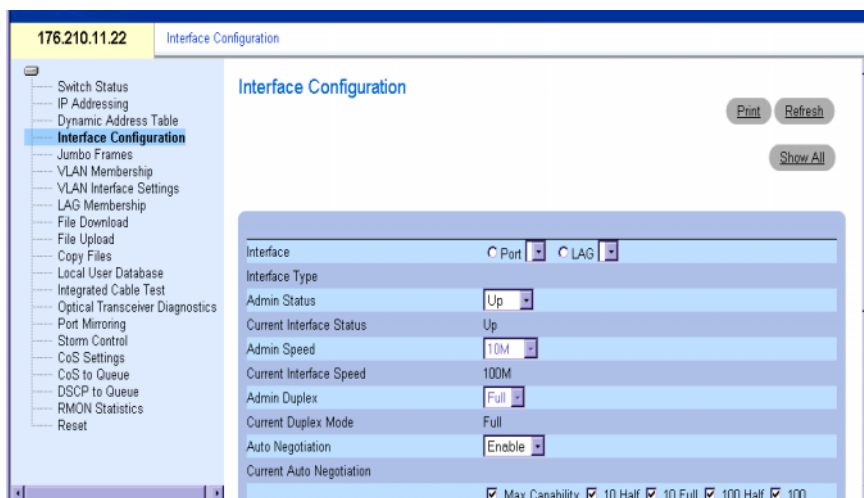 176.210.11.22
Interface Configuration
Switch Status
IP Addressing
Dynamic Address Table
Interface Configuration
Jumbo Frames
VLAN Membership
VLAN Interface Settings
LAG Membership
File Download
File Upload
Copy Files
Local User Database
Integrated Cable Test
Optical Transceiver Diagnostics
Port Mirroring
Storm Control
CoS Settings
CoS to Queue
DSCP to Queue
RMON Statistics
Reset
Interface Configuration
Print Refresh
Show All
Interface Port LAG
Interface Type
Admin Status Up
Current Interface Status Up
Admin Speed 10M
Current Interface Speed 100M
Admin Duplex Full
Current Duplex Mode Full
Auto Negotiation Enable
Current Auto Negotiation
Max Capability 10 Half 10 Full 100 Half 100